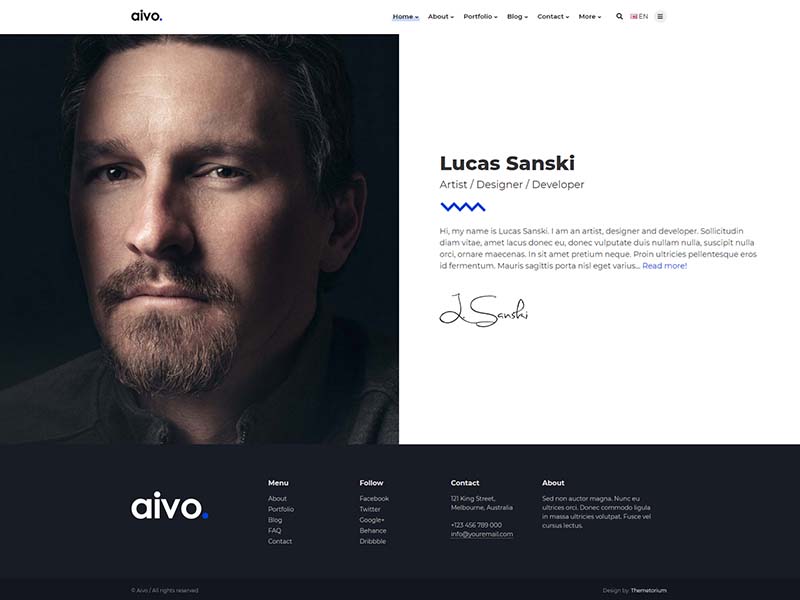 aivo.
Home About Portfolio Blog Contact More EN
Lucas Sanski
Artist / Designer / Developer
Hi, my name is Lucas Sanski. I am an artist, designer and developer. Sollicitudin
diam vitae, amet lacus donec eu, donec vulputate duis nullam nulla, suscipit nulla
orci, ornare maecenas. In sit amet pretium neque. Proin ultricies pellentesque eros
id fermentum. Mauris sagittis porta nisl eget varius... Read more!
L. Sanski
aivo.
Menu
About
Portfolio
Blog
FAQ
Contact
Follow
Facebook
Twitter
Google+
Behance
Dribbble
Contact
121 King Street,
Melbourne, Australia
+123 456 789 000
info@youremail.com
About
Sed non auctor magna. Nunc eu
ultrices orci. Donec commodo ligula
in massa ultricies volutpat. Fusce vel
cursus lectus.
© Aivo / All rights reserved
Design by: Themetorium